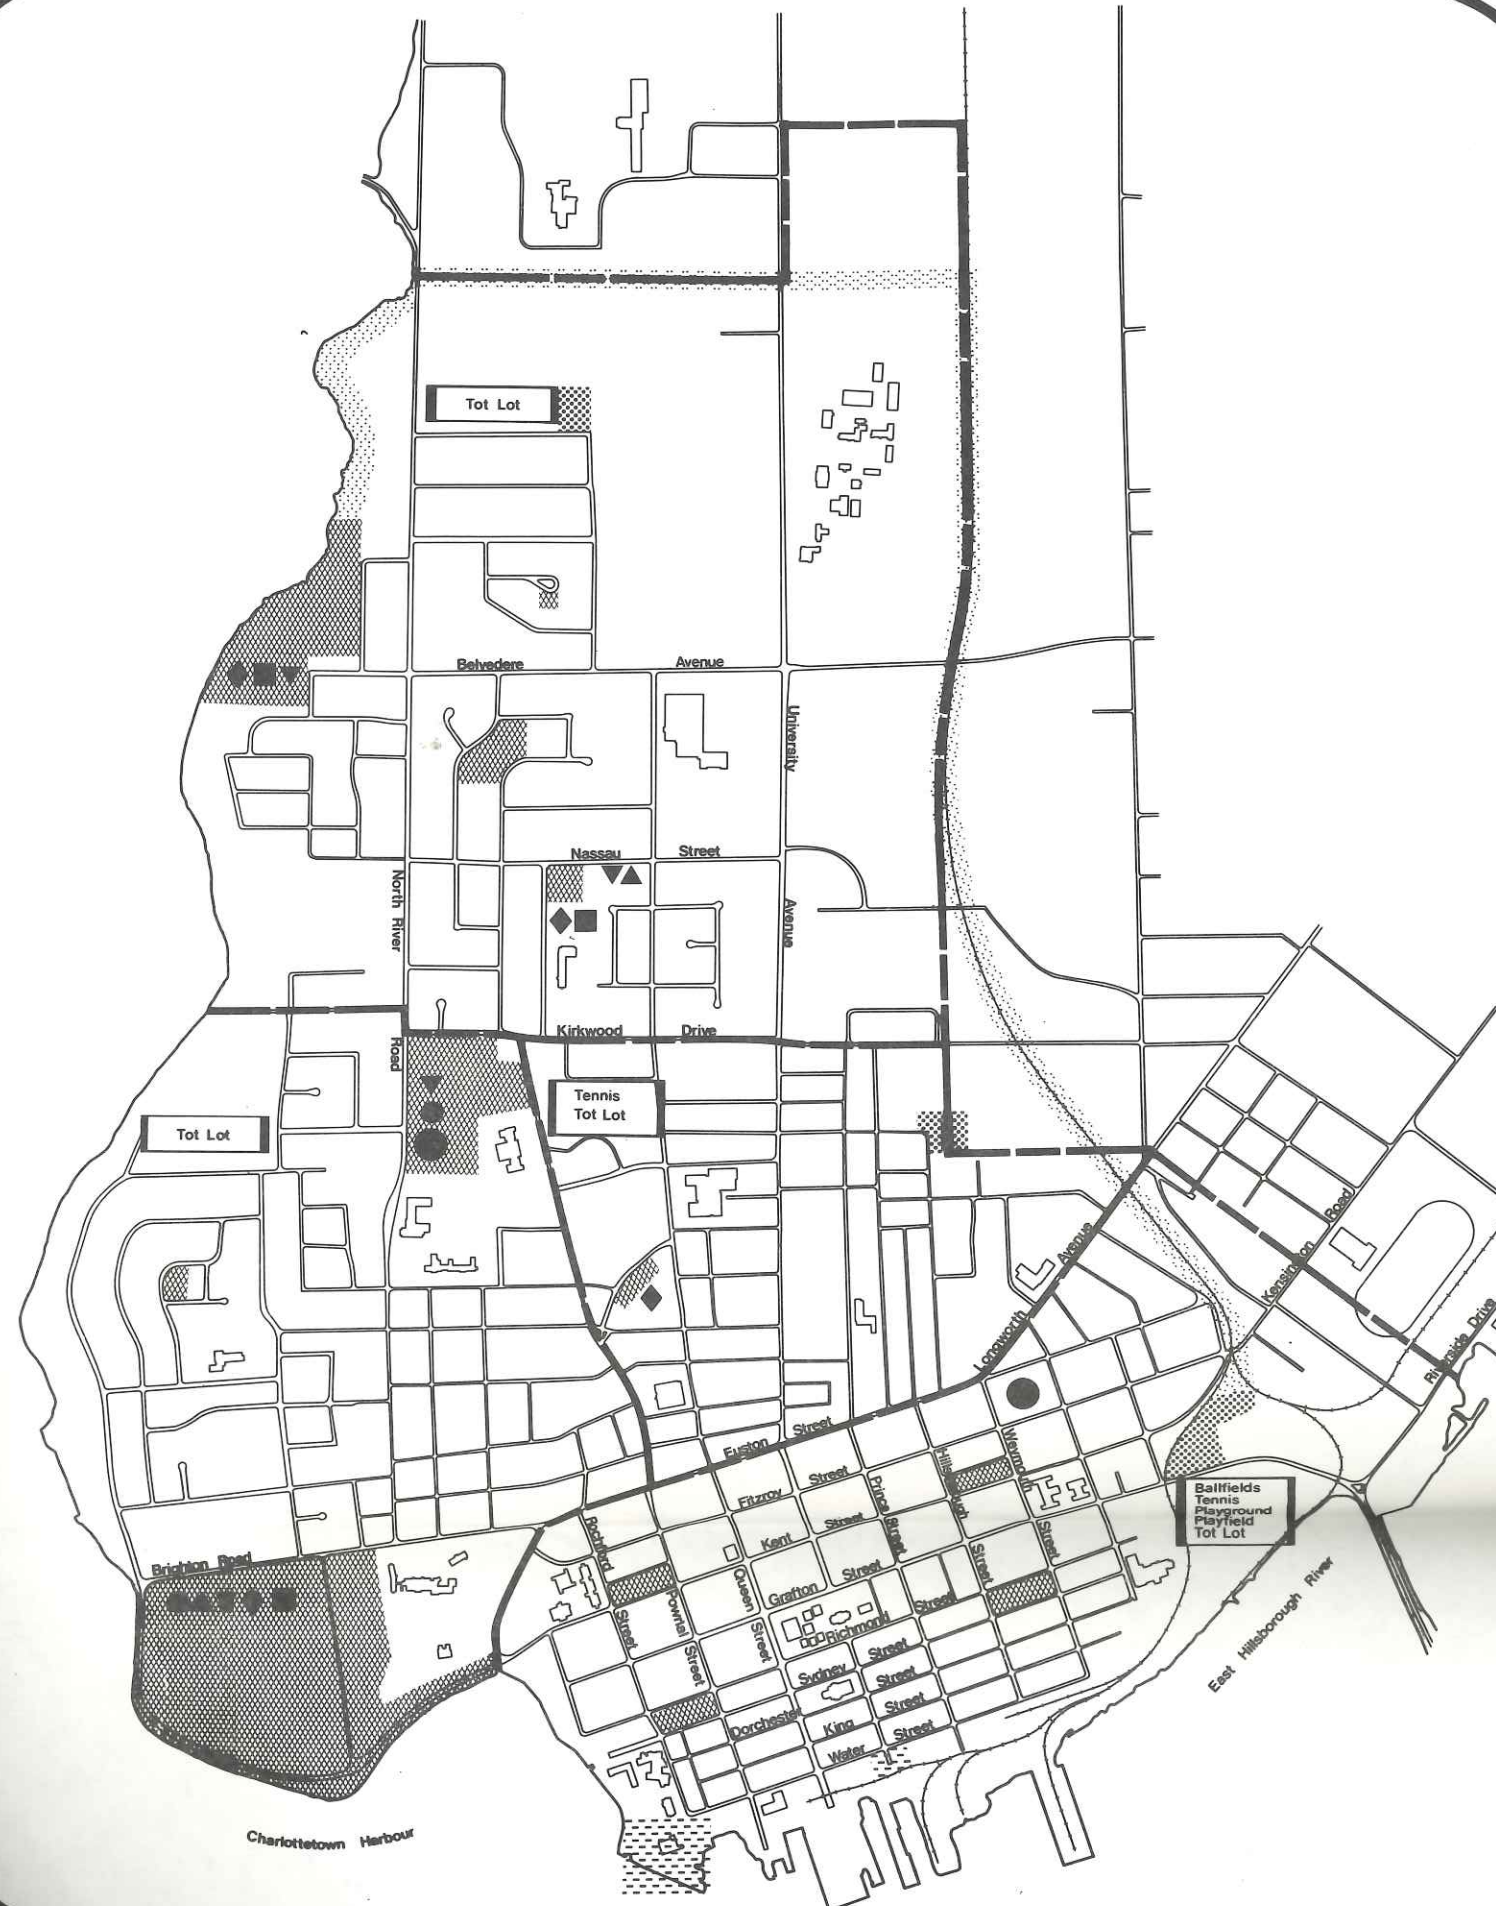 Tot Lot
Belvedere Avenue
University
Nassau Street
North River
Avenue
Kirkwood Drive
Road
Tennis
Tot Lot
Tot Lot
Road
Kensington
Avenue
Longworth
Riverside Drive
Euston Street
Weymouth
Hillsborough
Fitzroy Street
Prince
Ballfields
Tennis
Playground
Playfield
Tot Lot
Kent Street
Street
Rochford
Street
Street
Brighton Road
Queen
Grafton Street
Pownal
Street
Richmond Street
Street
Street
Sydney Street
East Hillsborough River
Dorchester Street
King Street
Water Street
Charlottetown Harbour